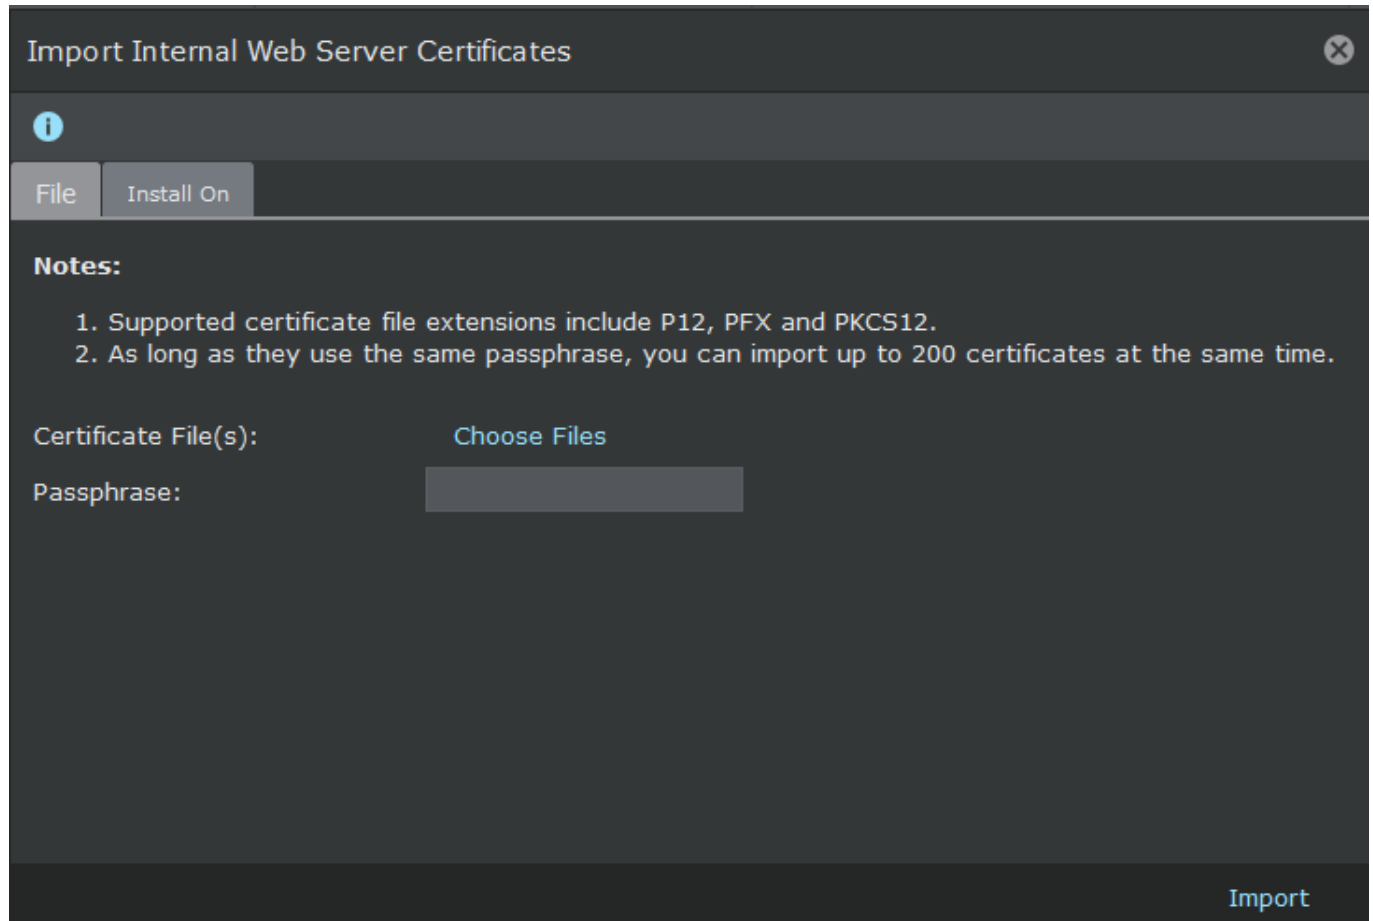 Import Internal Web Server Certificates
File
Install On
Notes:
1. Supported certificate file extensions include P12, PFX and PKCS12.
2. As long as they use the same passphrase, you can import up to 200 certificates at the same time.
Certificate File(s): Choose Files
Passphrase:
Import